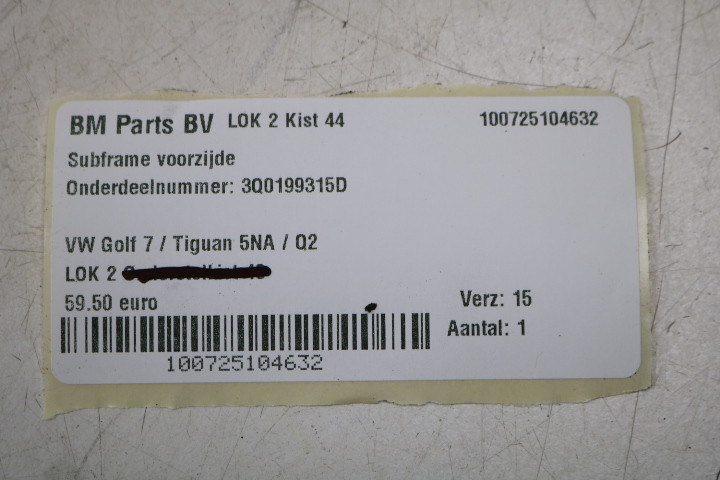 BM Parts BV LOK 2 Kist 44 100725104632
Subframe voorzijde
Onderdeelnummer: 3Q0199315D
VW Golf 7 / Tiguan 5NA / Q2
LOK 2
59.50 euro Verz: 15
Aantal: 1
100725104632